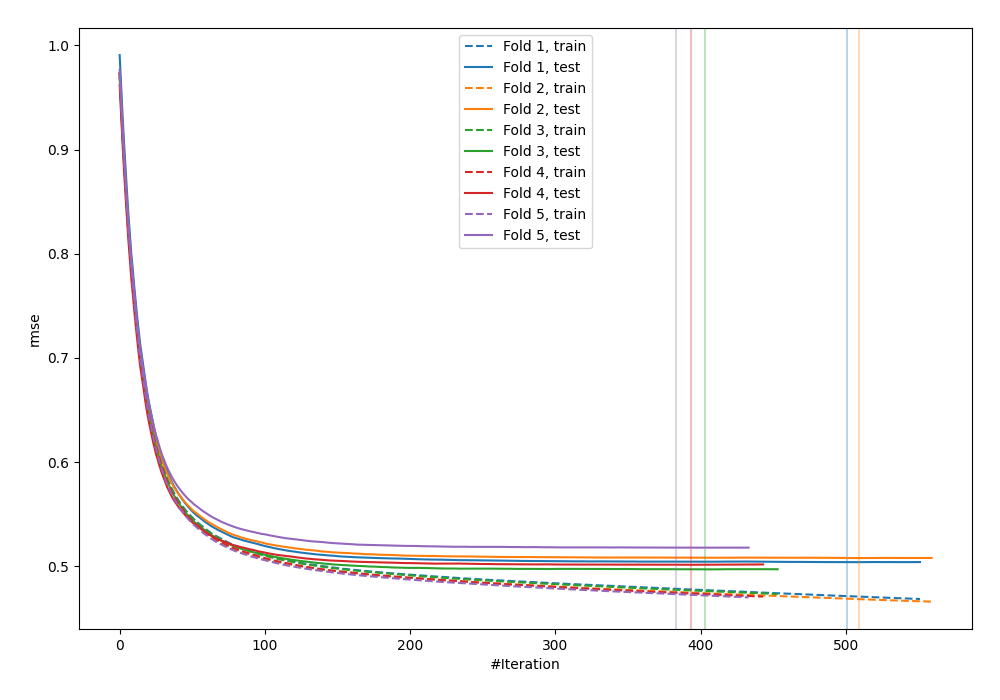 1.0
0.9
0.8
0.7
0.6
0.5
rmse
0
100
200
300
400
500
#Iteration
Fold 1, train
Fold 1, test
Fold 2, train
Fold 2, test
Fold 3, train
Fold 3, test
Fold 4, train
Fold 4, test
Fold 5, train
Fold 5, test